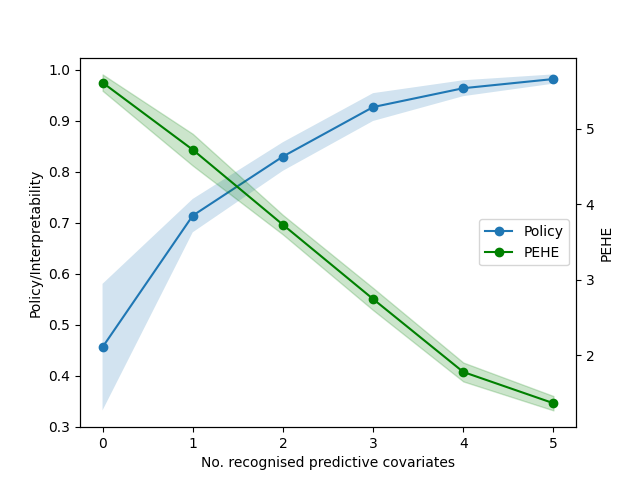 Policy/Interpretability
1.0
0.9
0.8
0.7
0.6
0.5
0.4
0.3
0 1 2 3 4 5
No. recognised predictive covariates
5
4
3
2
PEHE
Policy
PEHE